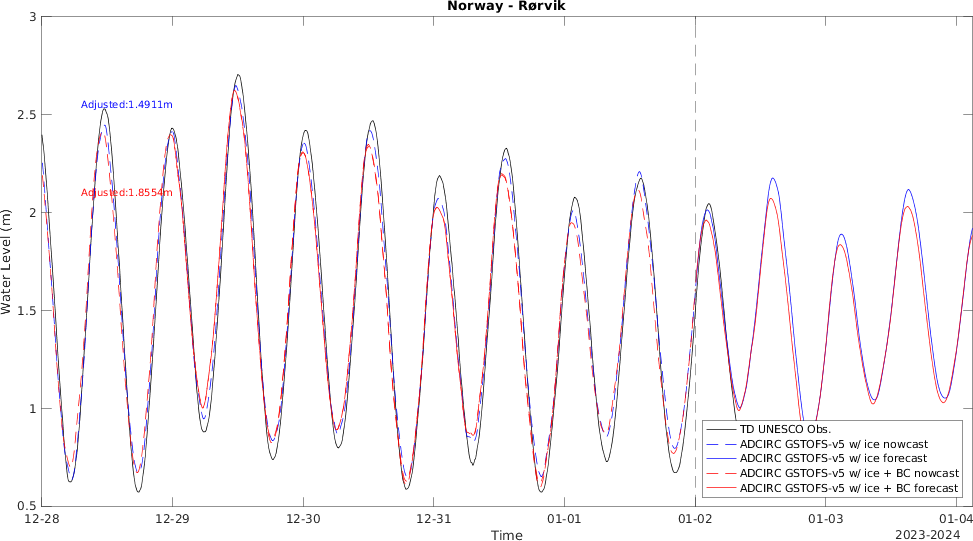 Norway - Rørvik
3
2.5
2
1.5
1
0.5
Water Level (m)
Adjusted:1.4911m
Adjusted:1.8554m
TD UNESCO Obs.
ADCIRC GSTOFS-v5 w/ ice nowcast
ADCIRC GSTOFS-v5 w/ ice forecast
ADCIRC GSTOFS-v5 w/ ice + BC nowcast
ADCIRC GSTOFS-v5 w/ ice + BC forecast
12-28 12-29 12-30 12-31 01-01 01-02 01-03 01-04
Time
2023-2024